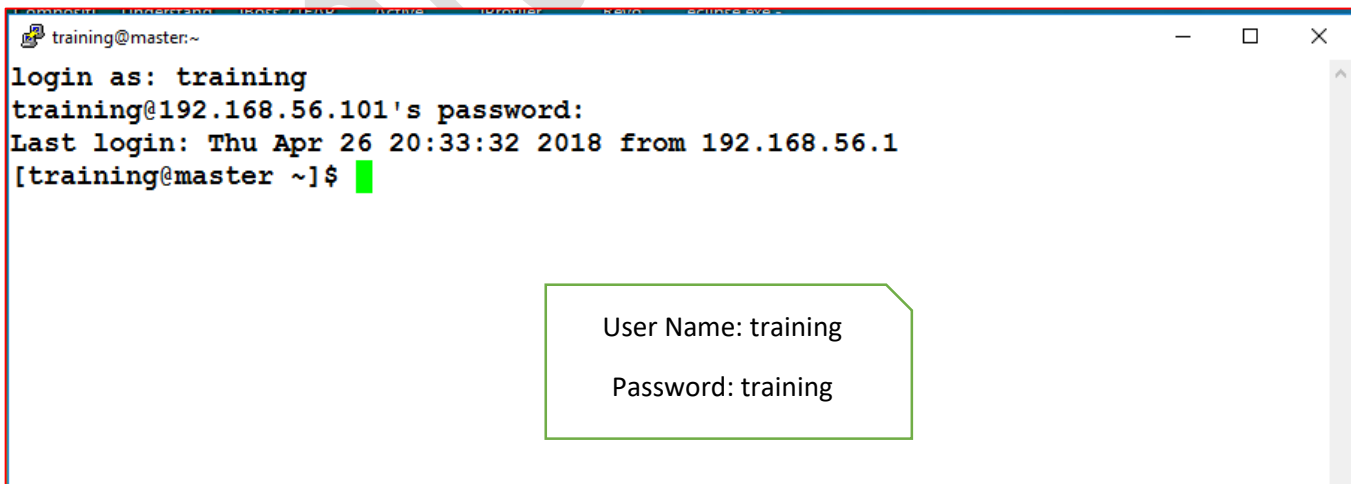 training@master:~
login as: training
training@192.168.56.101's password:
Last login: Thu Apr 26 20:33:32 2018 from 192.168.56.1
[training@master ~]$
User Name: training
Password: training